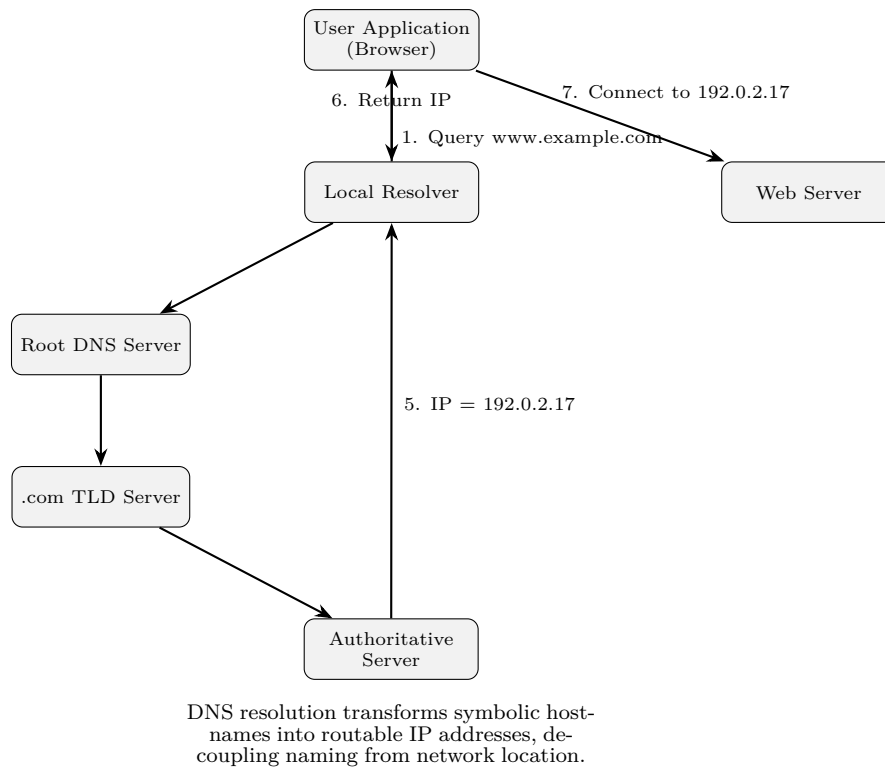 User Application
(Browser)
6. Return IP
7. Connect to 192.0.2.17
1. Query www.example.com
Local Resolver
Web Server
Root DNS Server
5. IP = 192.0.2.17
.com TLD Server
Authoritative
Server
DNS resolution transforms symbolic host-
names into routable IP addresses, de-
coupling naming from network location.